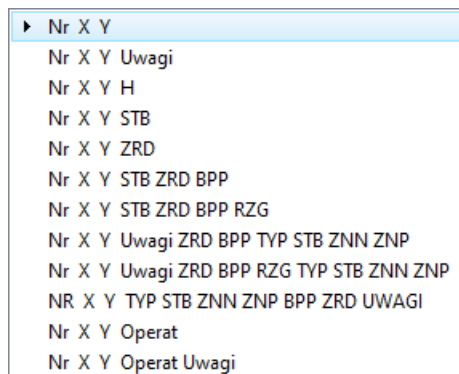 Nr X Y
Nr X Y Uwagi
Nr X Y H
Nr X Y STB
Nr X Y ZRD
Nr X Y STB ZRD BPP
Nr X Y STB ZRD BPP RZG
Nr X Y Uwagi ZRD BPP TYP STB ZNN ZNP
Nr X Y Uwagi ZRD BPP RZG TYP STB ZNN ZNP
NR X Y TYP STB ZNN ZNP BPP ZRD UWAGI
Nr X Y Operat
Nr X Y Operat Uwagi